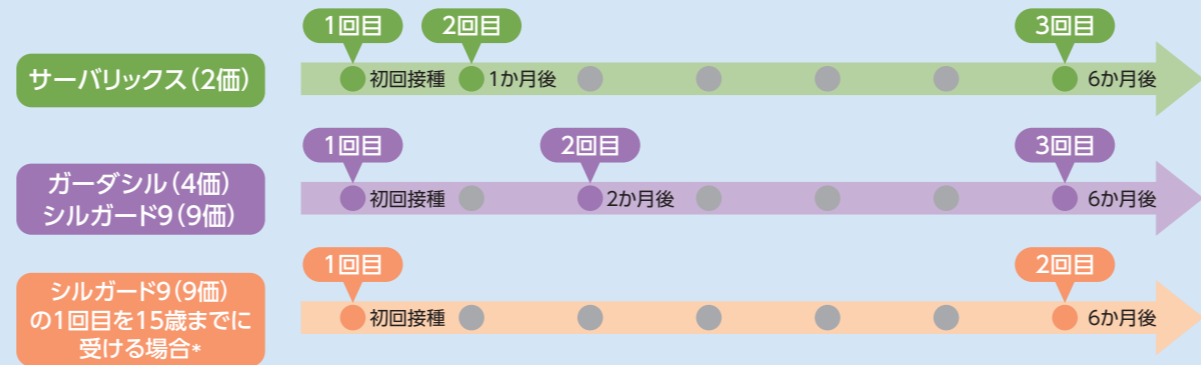 1回目
2回目
3回目
サーバリックス(2価)
初回接種
1か月後
6か月後
1回目
2回目
3回目
ガーダシル(4価)
シルガード9(9価)
初回接種
2か月後
6か月後
1回目
2回目
シルガード9(9価)
の1回目を15歳までに
受ける場合*
初回接種
6か月後